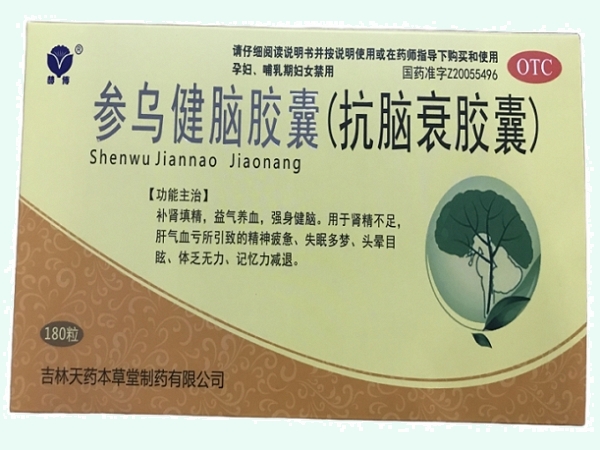 赫博
®
请仔细阅读说明书并按说明使用或在药师指导下购买和使用
孕妇、哺乳期妇女禁用 国药准字Z20055496
OTC
参乌健脑胶囊(抗脑衰胶囊)
Shenwu Jiannao Jiaonang
【功能主治】
补肾填精，益气养血，强身健脑。用于肾精不足，
肝气血亏所引致的精神疲惫、失眠多梦、头晕目
眩、体乏无力、记忆力减退。
180粒
吉林天药本草堂制药有限公司